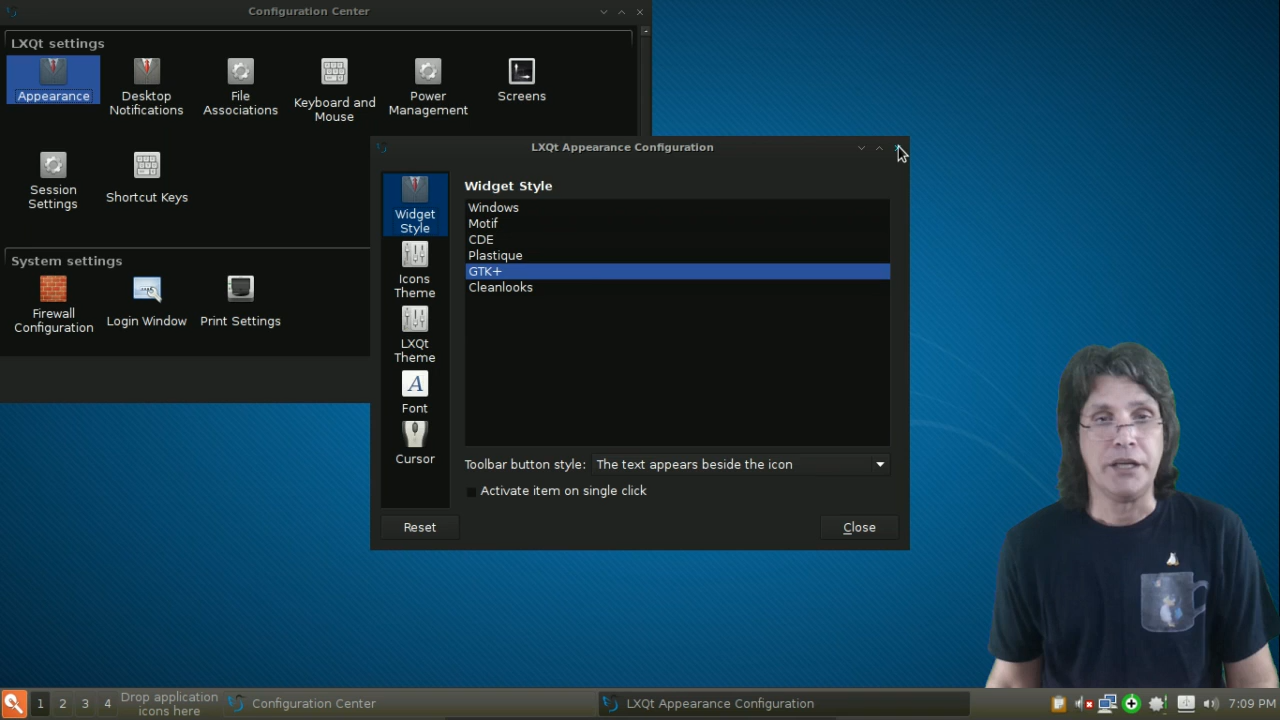 Configuration Center
LXQt settings
Appearance
Desktop
Notifications
File
Associations
Keyboard and
Mouse
Power
Management
Screens
Session
Settings
Shortcut Keys
System settings
Firewall
Configuration
Login Window
Print Settings
LXQt Appearance Configuration
Widget
Style
Icons
Theme
LXQt
Theme
A
Font
Cursor
Widget Style
Windows
Motif
CDE
Plastique
GTK+
Cleanlooks
Toolbar button style: The text appears beside the icon
Activate item on single click
Reset
Close
1 2 3 4
Drop application
icons here
Configuration Center
LXQt Appearance Configuration
7:09 PM